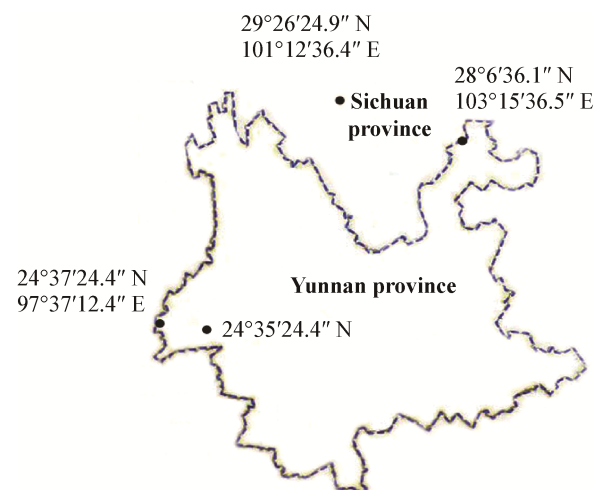 29°26′24.9″ N
101°12′36.4″ E
28°6′36.1″ N
103°15′36.5″ E
Sichuan
province
Yunnan province
24°37′24.4″ N
97°37′12.4″ E
24°35′24.4″ N